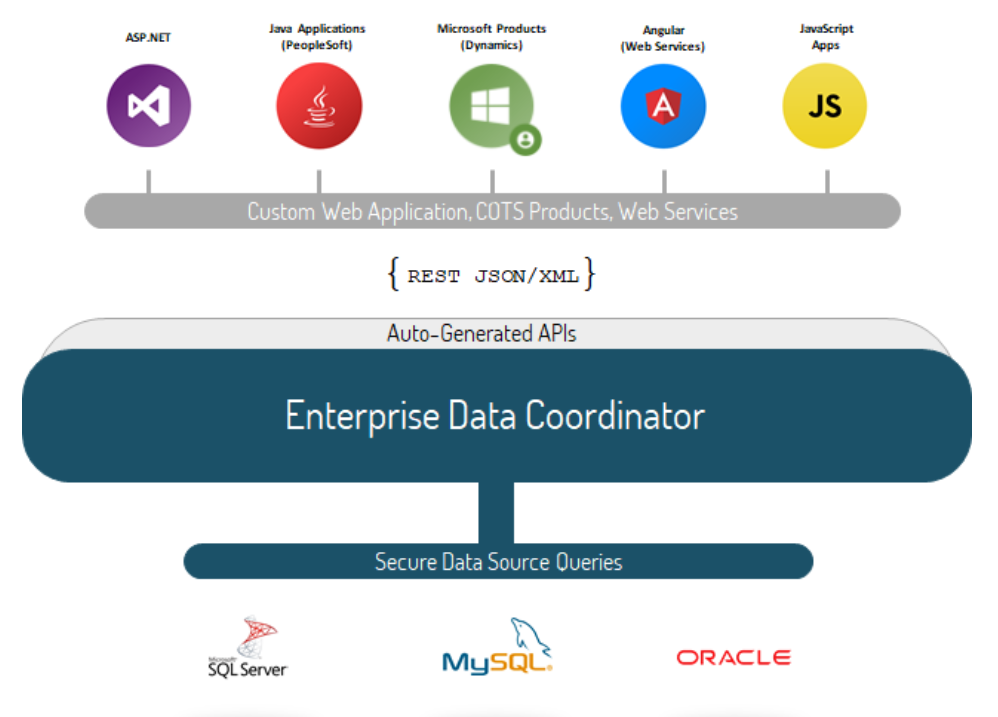 ASP.NET
Java Applications
(PeopleSoft)
Microsoft Products
(Dynamics)
Angular
(Web Services)
JavaScript
Apps
A
JS
Custom Web Application, COTS Products, Web Services
{ REST JSON/XML }
Auto-Generated APIs
Enterprise Data Coordinator
Secure Data Source Queries
Microsoft
SQL Server
MySQL
ORACLE